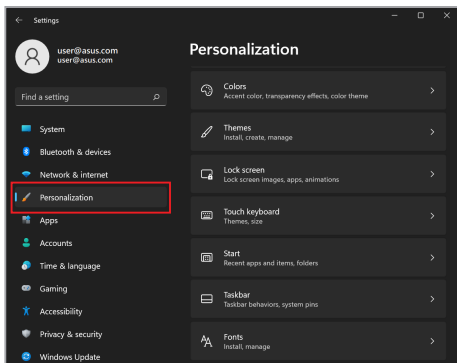 Settings
user@asus.com
user@asus.com
Find a setting
System
Bluetooth & devices
Network & internet
Personalization
Apps
Accounts
Time & language
Gaming
Accessibility
Privacy & security
Windows Update
Personalization
Colors
Accent color, transparency effects, color theme
Themes
Install, create, manage
Lock screen
Lock screen images, apps, animations
Touch keyboard
Themes, size
Start
Recent apps and items, folders
Taskbar
Taskbar behaviors, system pins
Fonts
Install, manage